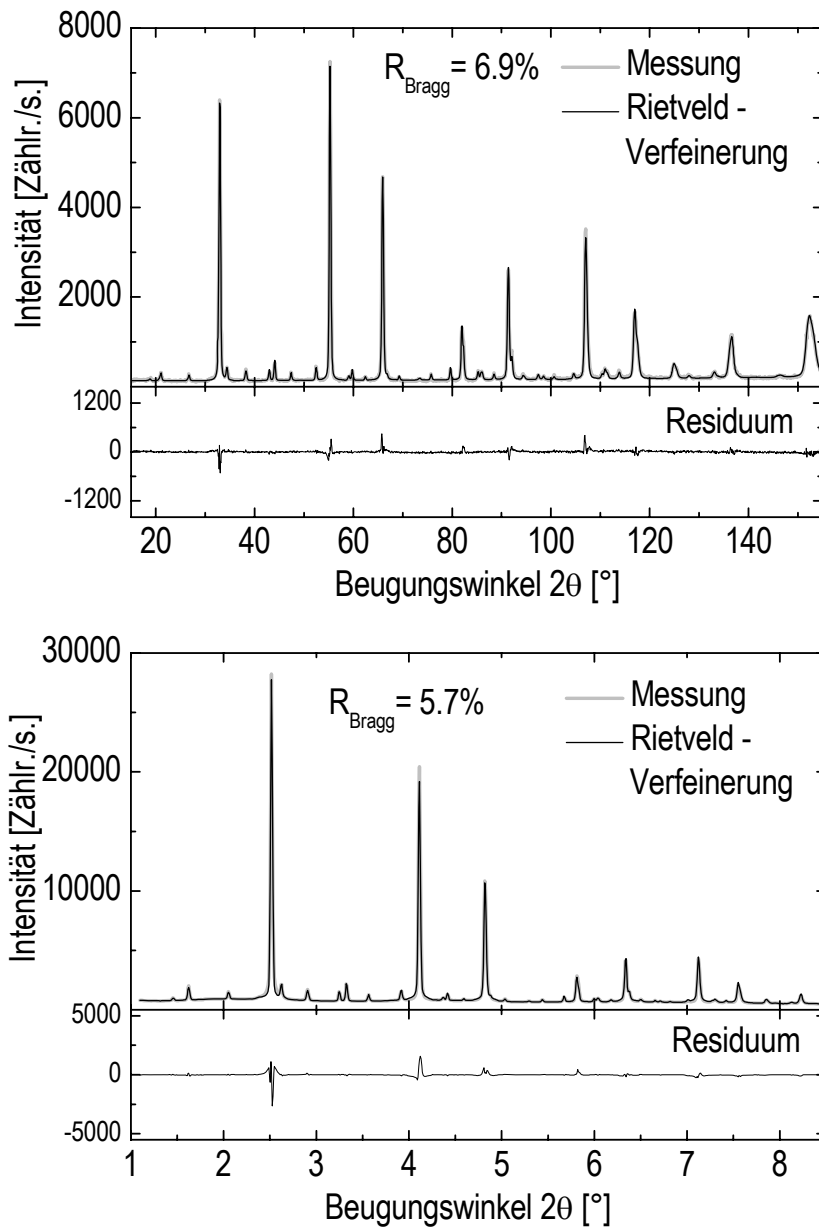 8000
6000
4000
2000
Intensität [Zählr./s.]
R_Bragg = 6.9%
Messung
Rietveld -
Verfeinerung
1200
0
-1200
Residuum
20 40 60 80 100 120 140
Beugungswinkel 2θ [°]
30000
20000
10000
Intensität [Zählr./s.]
R_Bragg = 5.7%
Messung
Rietveld -
Verfeinerung
5000
0
-5000
Residuum
1 2 3 4 5 6 7 8
Beugungswinkel 2θ [°]